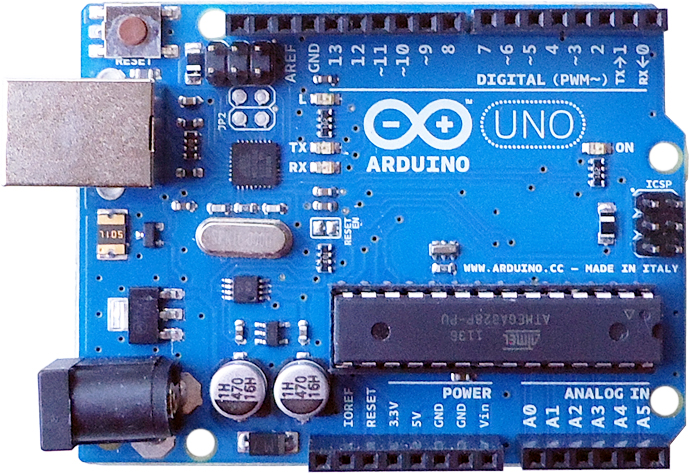 RESET
AREF
GND
13
12
~11
~10
~9
8
7
~6
~5
4
~3
2
TX→1
RX←0
DIGITAL (PWM~)
JP2
L
TX
RX
™
UNO
ARDUINO
ON
ICSP
RESET
EN
5011
WWW.ARDUINO.CC – MADE IN ITALY
ATMEL
ATMEGA328P-PU
1136
1H
470
16H
1H
470
16H
POWER
IOREF
RESET
3.3V
5V
GND
GND
Vin
ANALOG IN
A0
A1
A2
A3
A4
A5